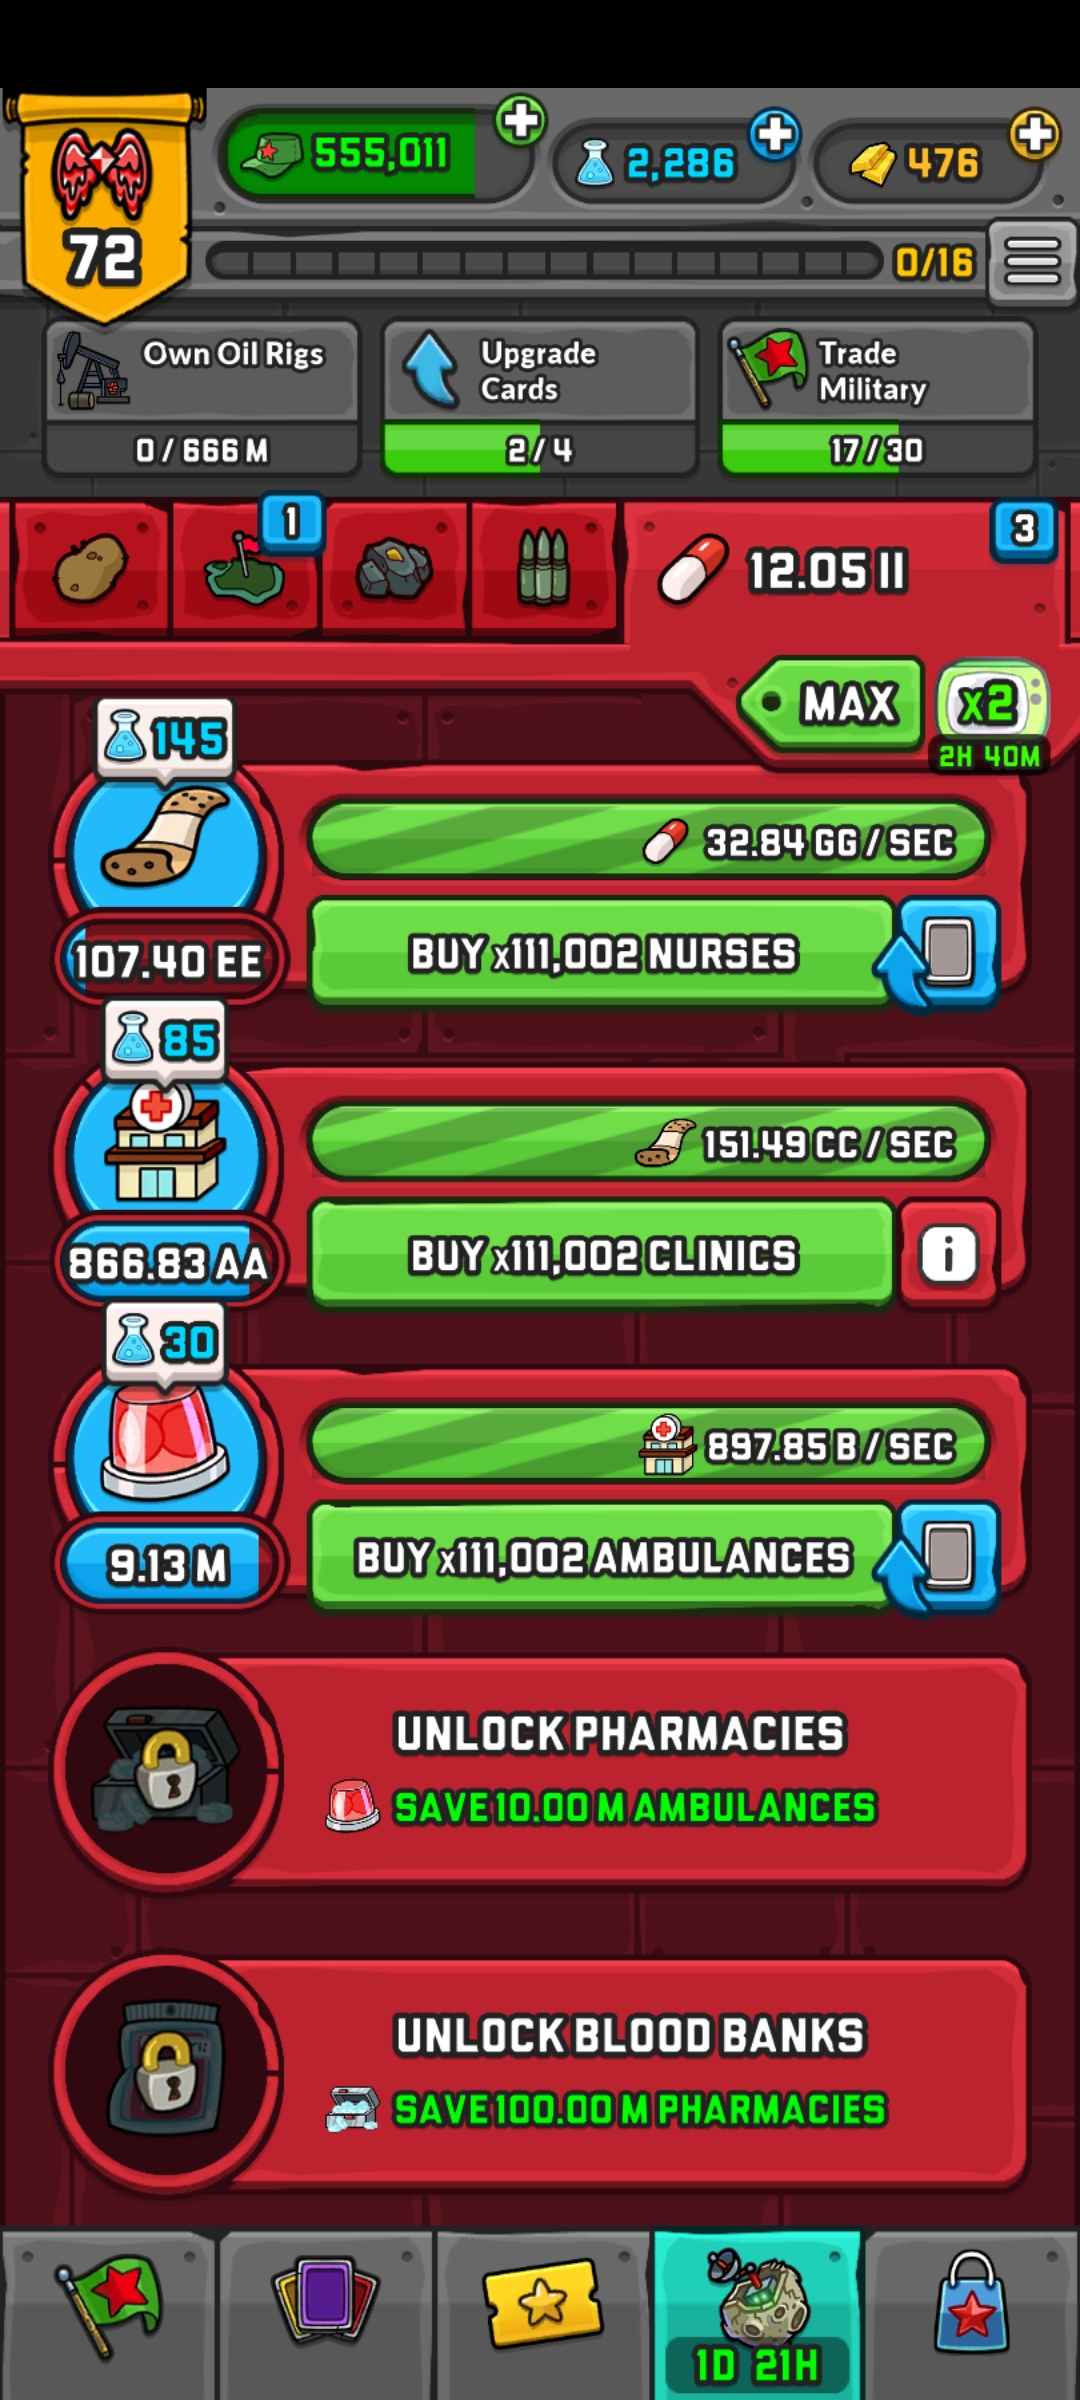 555,011
2,286
476
72
0/16
Own Oil Rigs
0 / 666 M
Upgrade
Cards
2 / 4
Trade
Military
17 / 30
1
12.05 II
3
MAX
x2
2H 40M
145
32.84 GG / SEC
107.40 EE
BUY x111,002 NURSES
85
151.49 CC / SEC
866.83 AA
BUY x111,002 CLINICS
i
30
897.85 B / SEC
9.13 M
BUY x111,002 AMBULANCES
UNLOCK PHARMACIES
SAVE 10.00 M AMBULANCES
UNLOCK BLOOD BANKS
SAVE 100.00 M PHARMACIES
1D 21H